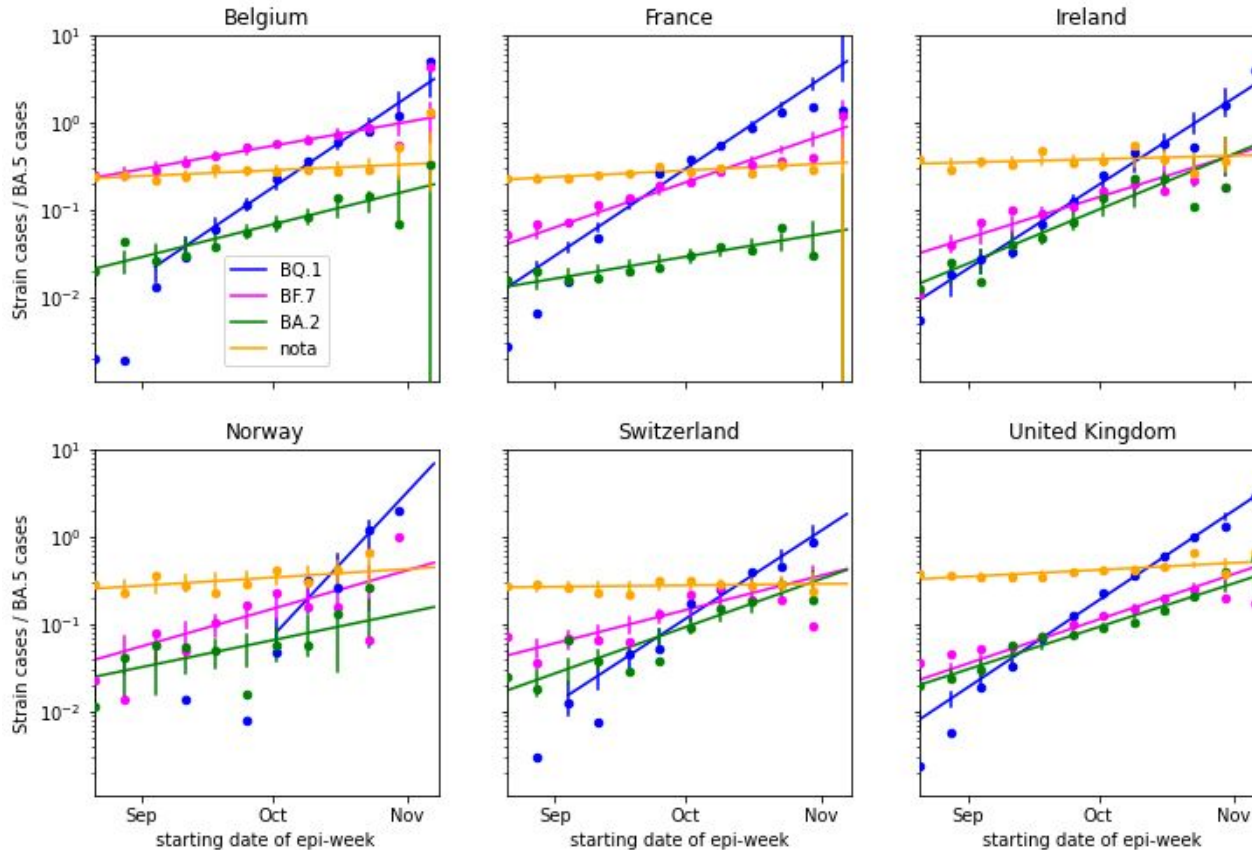 Belgium
France
Ireland
Strain cases / BA.5 cases
10^1
10^0
10^-1
10^-2
BQ.1
BF.7
BA.2
nota
Norway
Switzerland
United Kingdom
Strain cases / BA.5 cases
10^1
10^0
10^-1
10^-2
Sep
Oct
Nov
Sep
Oct
Nov
Sep
Oct
Nov
starting date of epi-week
starting date of epi-week
starting date of epi-week